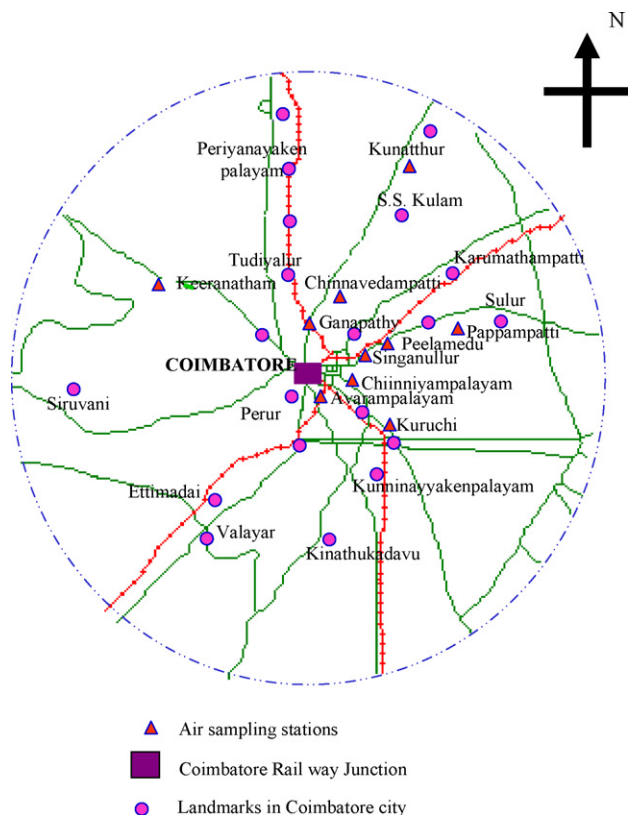 N
Periyanayaken
palayam
Kunatthur
S.S. Kulam
Tudiyallur
Karumathampatti
Keeranatham
Chinnavedampatti
Sulur
Ganapathy
Pappampatti
Peelamedu
Singanullur
COIMBATORE
Chiinniyampalayam
Siruvani
Perur
Avarampalayam
Kuruchi
Ettimadai
Kunninayyakenpalayam
Valayar
Kinathukadavu
Air sampling stations
Coimbatore Rail way Junction
Landmarks in Coimbatore city